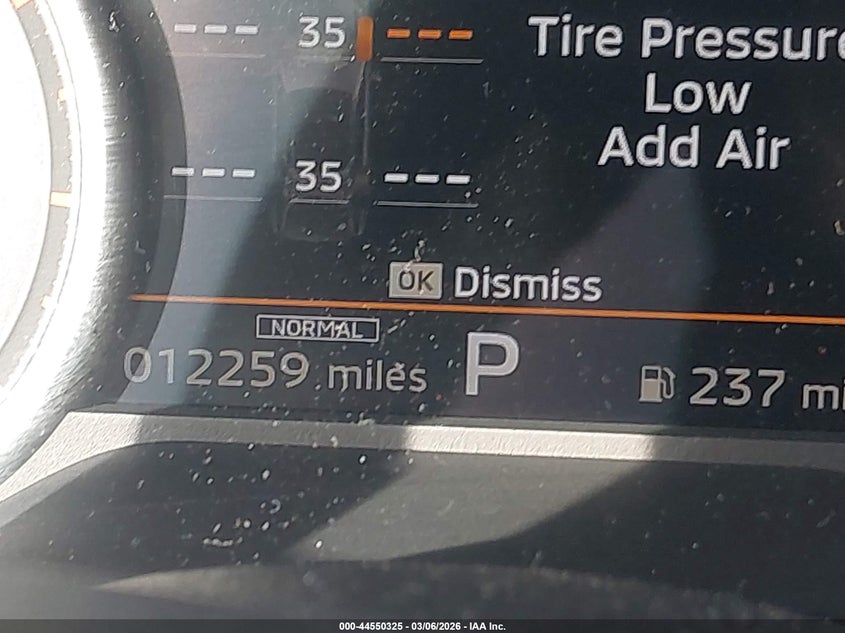 --- 35 ---
Tire Pressure
Low
Add Air
--- 35 ---
OK Dismiss
NORMAL
012259 miles P 237 mi
000-44550325 - 03/06/2026 - IAA Inc.